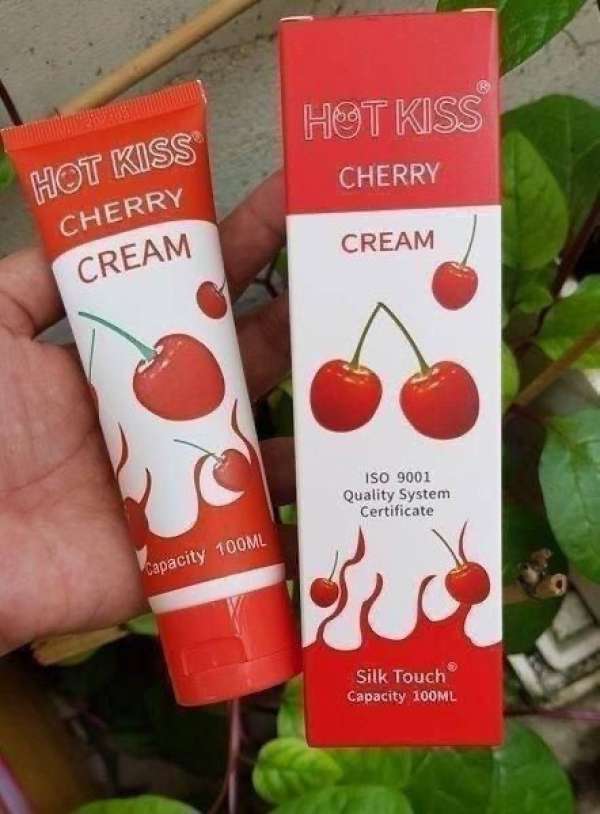 HOT KISS®
CHERRY
CREAM
Capacity 100ML
HOT KISS®
CHERRY
CREAM
ISO 9001
Quality System
Certificate
Silk Touch®
Capacity 100ML